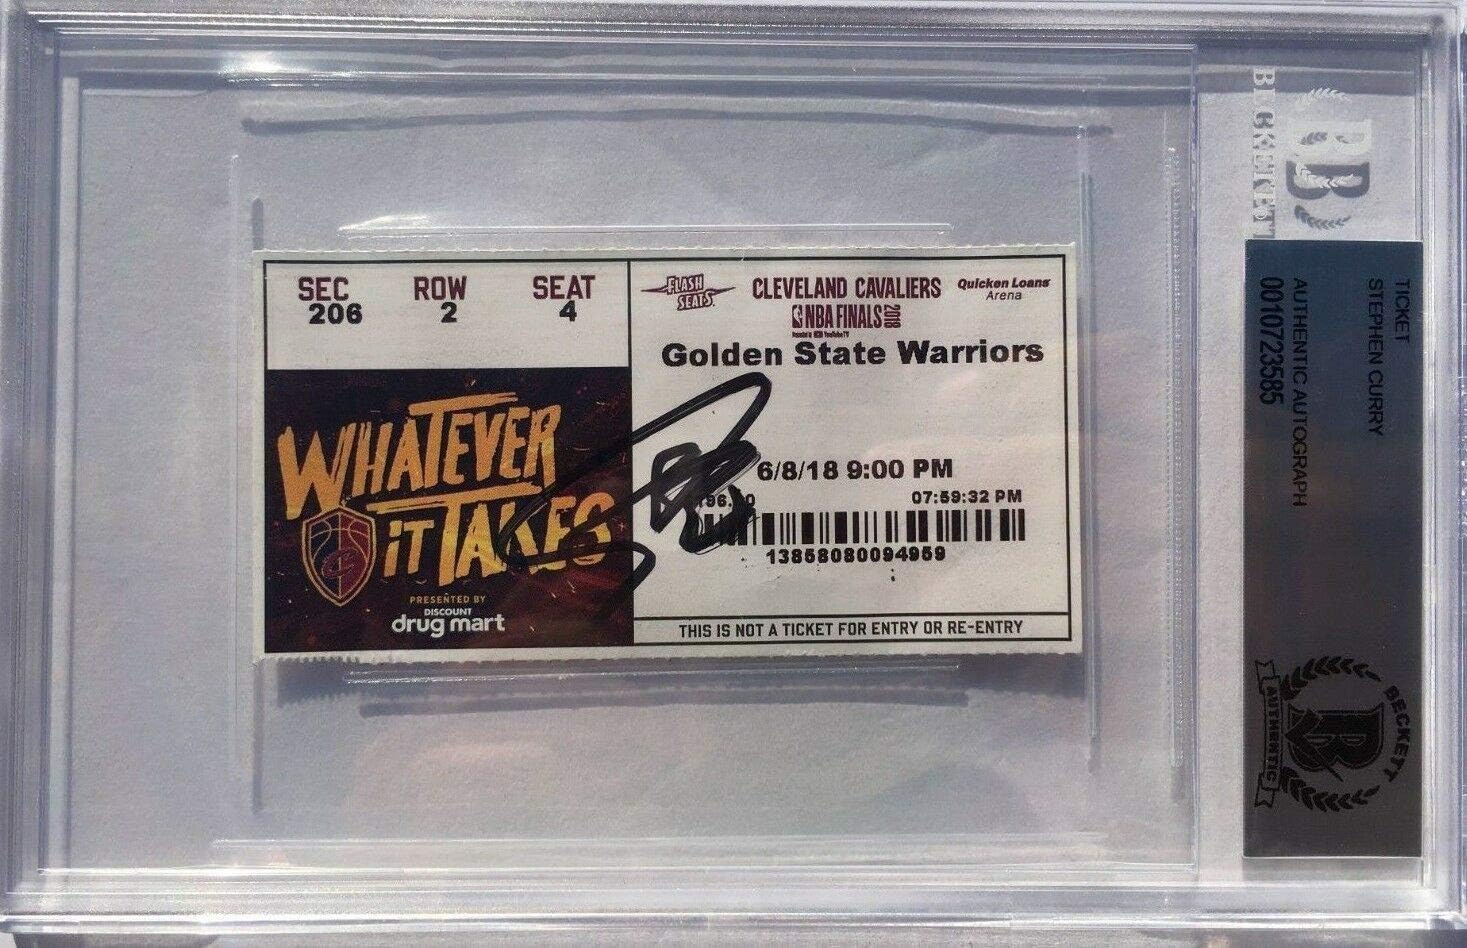 SEC ROW SEAT
206 2 4
WHATEVER
iT TAKES
PRESENTED BY
DISCOUNT
drug mart
FLASH
SEATS
CLEVELAND CAVALIERS
NBA FINALS 2018
Quicken Loans
Arena
Golden State Warriors
6/8/18 9:00 PM
07:59:32 PM
13858080094959
THIS IS NOT A TICKET FOR ENTRY OR RE-ENTRY
BECKETT
B
TICKET
STEPHEN CURRY
AUTHENTIC AUTOGRAPH
0010723585
BECKETT
B
AUTHENTIC